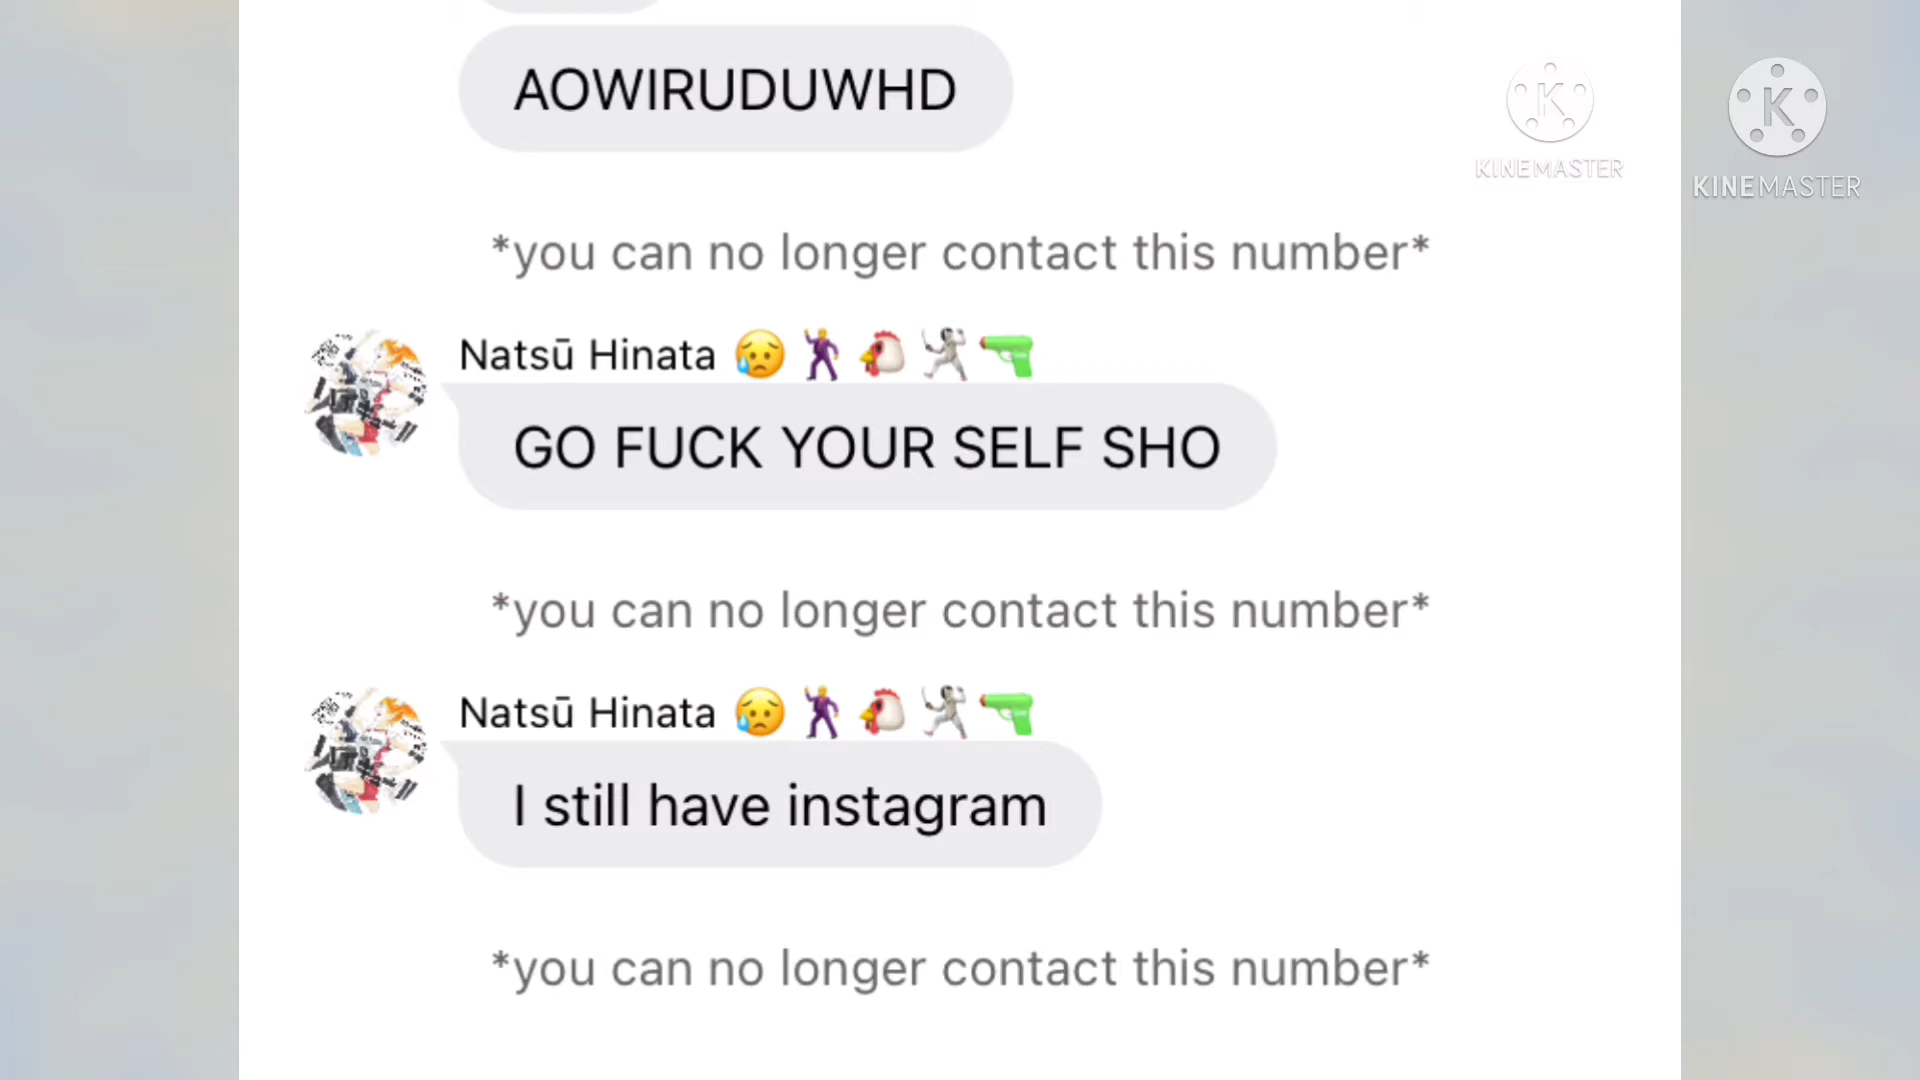 AOWIRUDUWHD
KINEMASTER
KINEMASTER
*you can no longer contact this number*
Natsū Hinata 😥🕺🐔🤺🔫
GO FUCK YOUR SELF SHO
*you can no longer contact this number*
Natsū Hinata 😥🕺🐔🤺🔫
I still have instagram
*you can no longer contact this number*